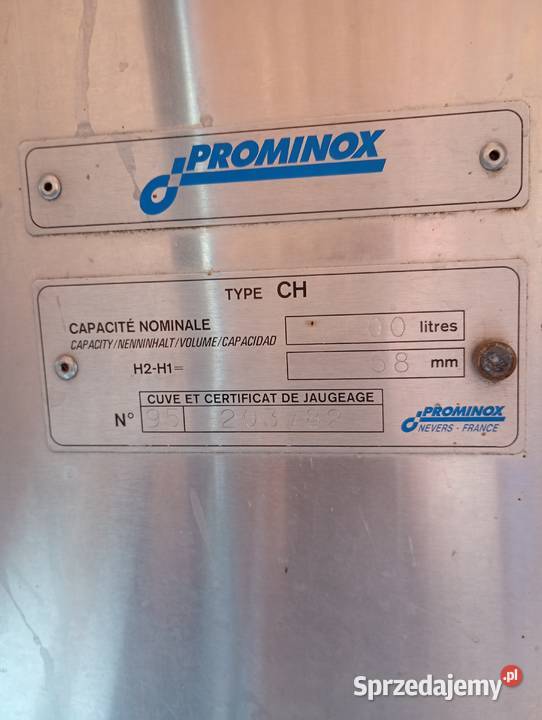 PROMINOX
TYPE CH
CAPACITÉ NOMINALE litres
CAPACITY/NENNINHALT/VOLUME/CAPACIDAD
H2-H1= mm
CUVE ET CERTIFICAT DE JAUGEAGE
N° 95
PROMINOX
NEVERS - FRANCE
Sprzedajemy.pl